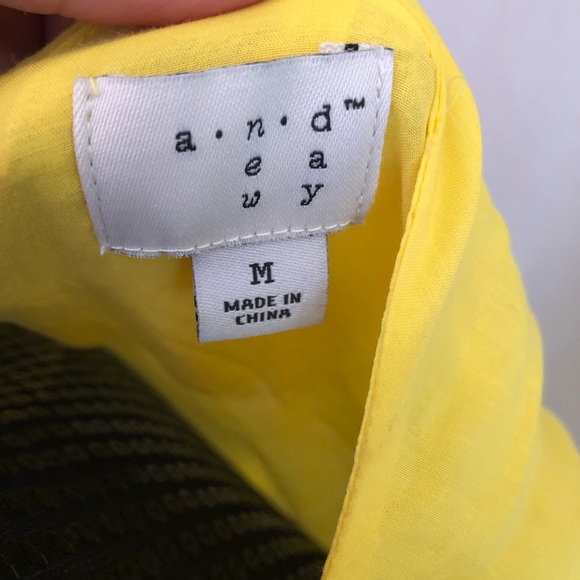 a • n • d™
e a
w y
M
MADE IN
CHINA